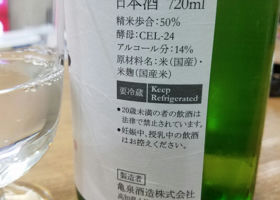 日本酒 720ml
精米歩合:50%
酵母:CEL-24
アルコール分:14%
原材料名:米(国産)・
米麹(国産米)
要冷蔵 Keep
Refrigerated
●20歳未満の者の飲酒は
法律で禁止されています。
●妊娠中、授乳中の飲酒
はお控えください。
製造者
亀泉酒造株式会社
高知県